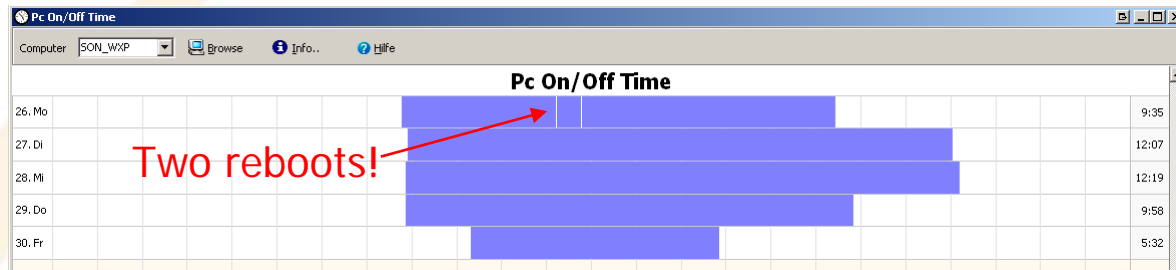 Pc On/Off Time
Computer SON_WXP Browse Info.. Hilfe
Pc On/Off Time
26. Mo 9:35
27. Di 12:07
Two reboots!
28. Mi 12:19
29. Do 9:58
30. Fr 5:32